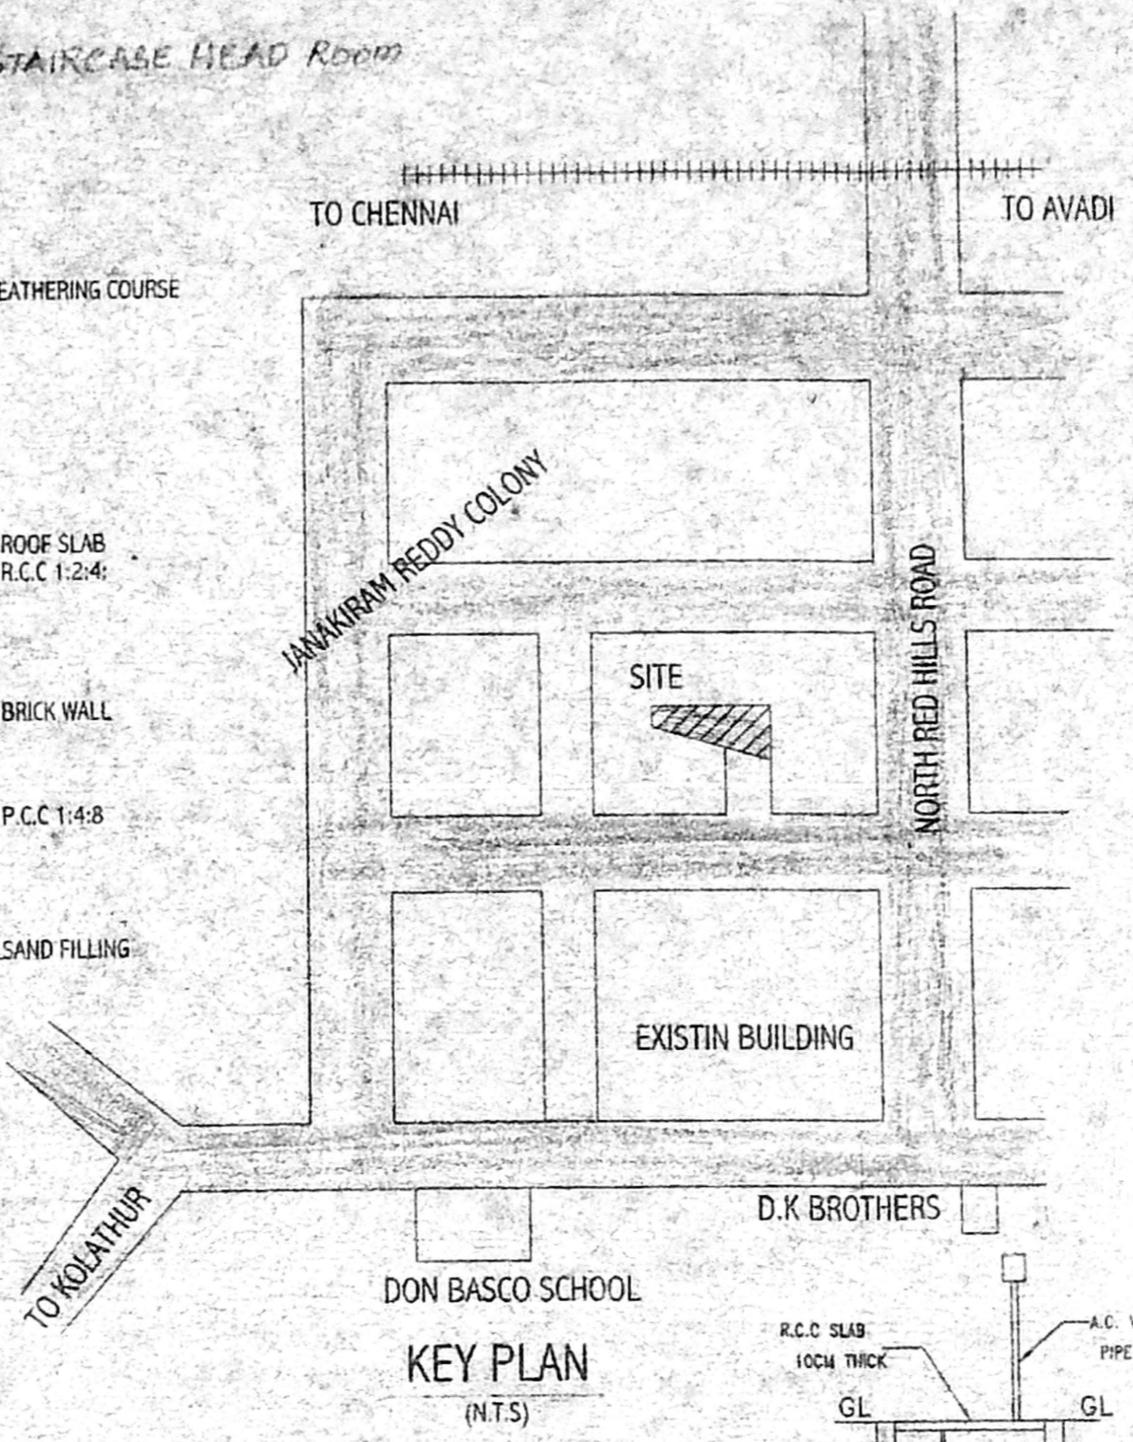 STAIRCASE HEAD ROOM
TO CHENNAI
TO AVADI
EATHERING COURSE
JANAKIRAM REDDY COLONY
ROOF SLAB
R.C.C 1:2:4:
NORTH RED HILLS ROAD
SITE
BRICK WALL
P.C.C 1:4:8
SAND FILLING
EXISTIN BUILDING
TO KOLATHUR
D.K BROTHERS
DON BASCO SCHOOL
KEY PLAN
(N.T.S)
R.C.C SLAB
10CM THICK
A.C.
PIPE
GL
GL